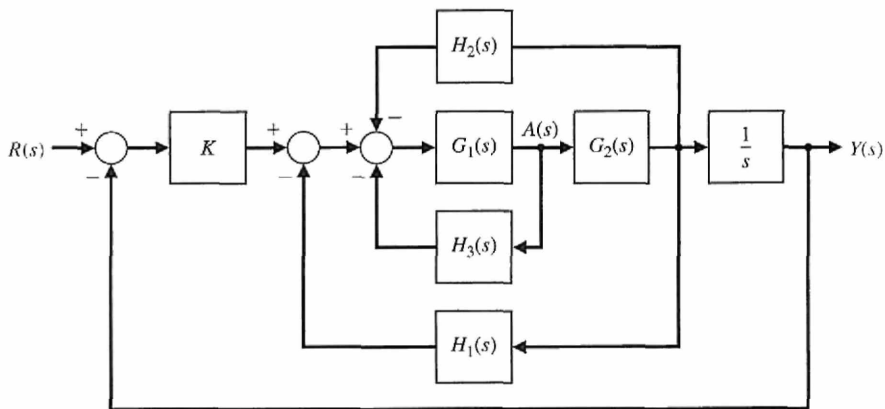 H₂(s)
−
+
R(s)
−
K
+
−
+
−
G₁(s)
A(s)
G₂(s)
1
s
Y(s)
H₃(s)
H₁(s)